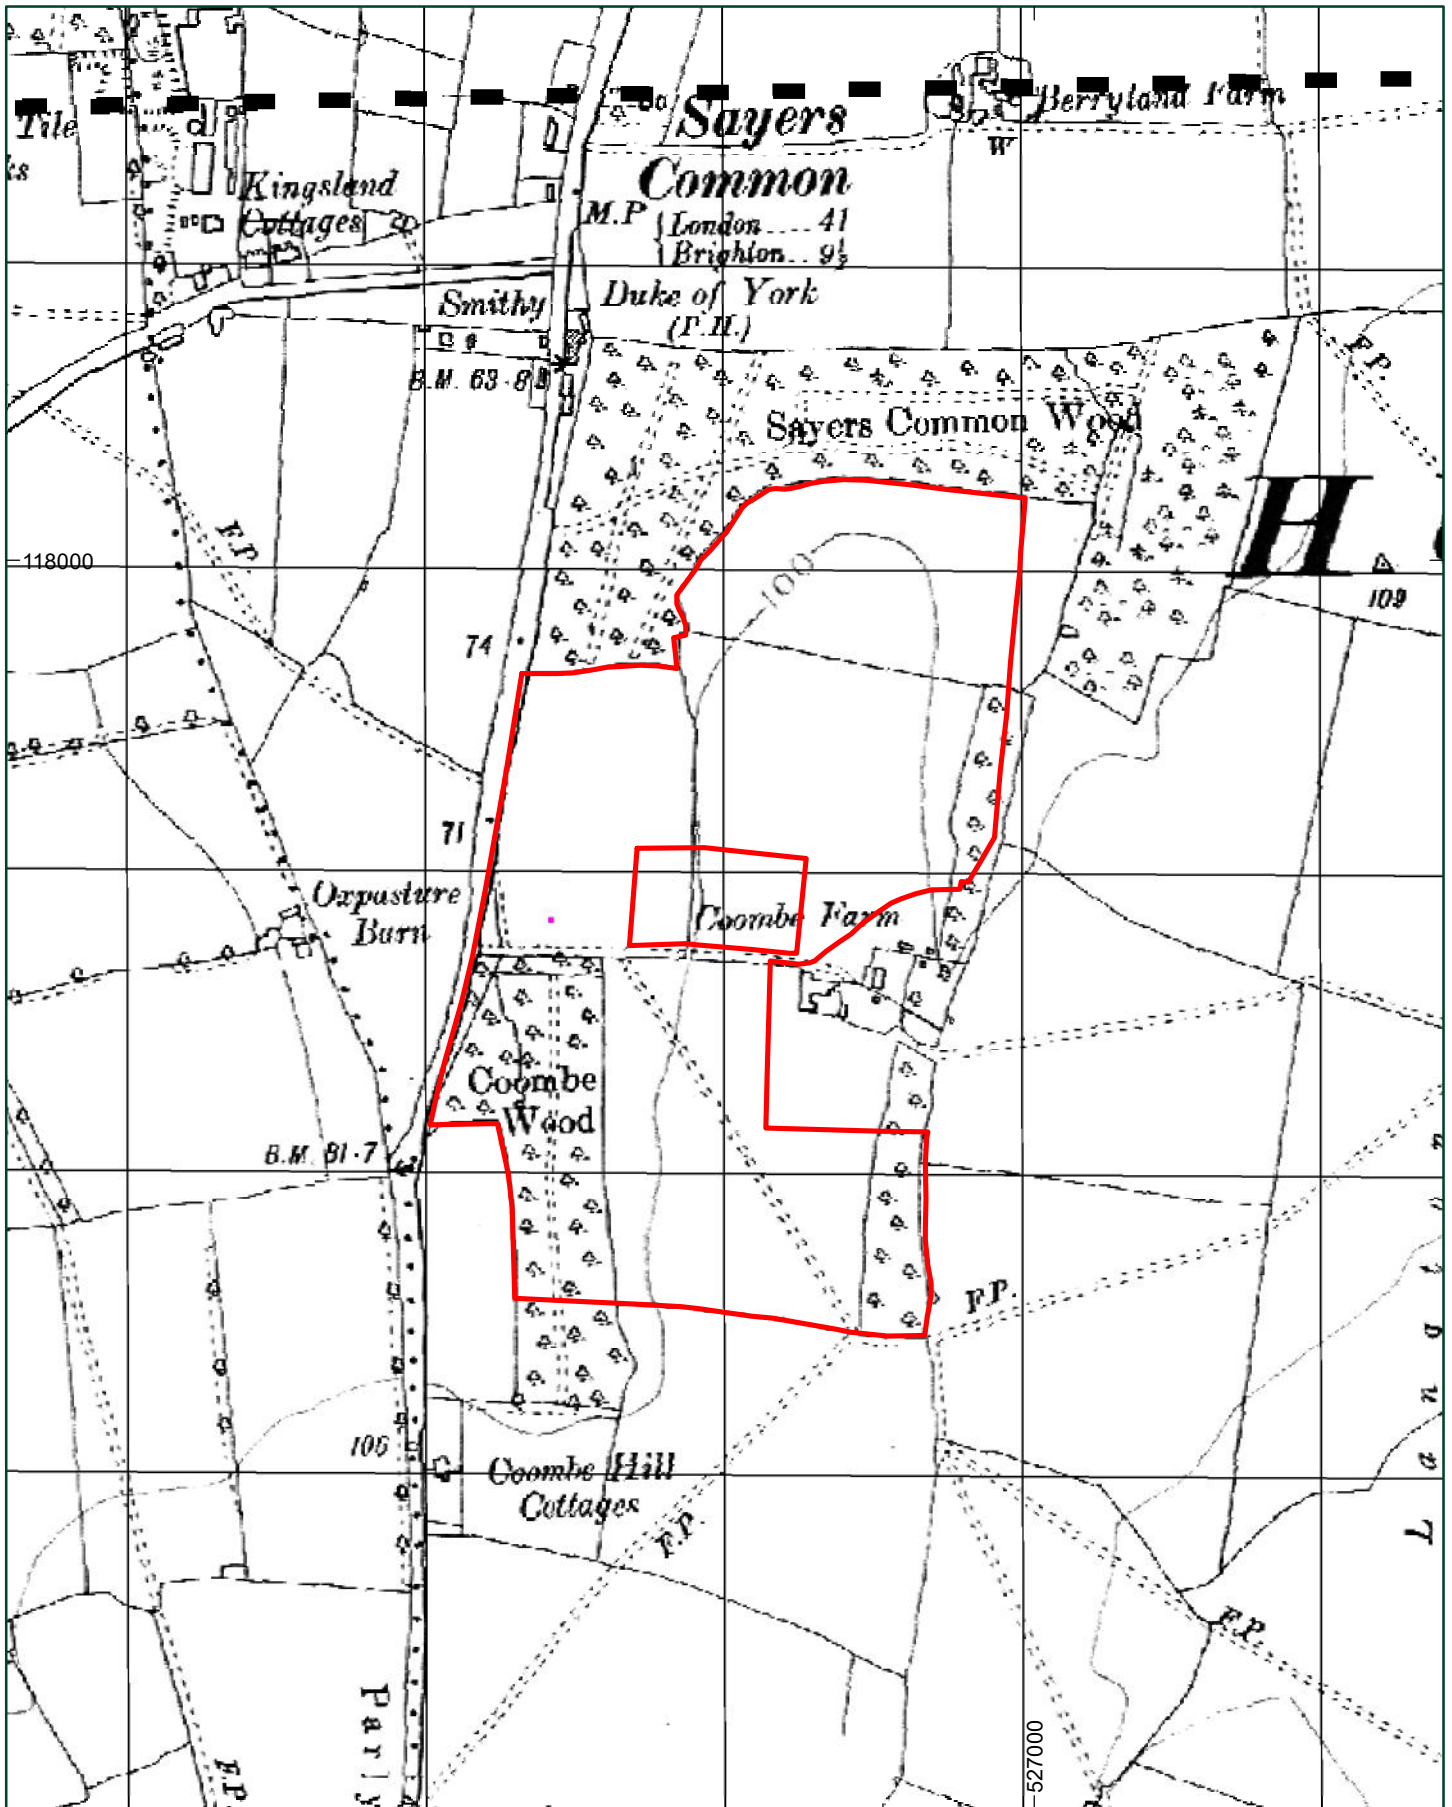 Tile
ks
Kingsland
Cottages
Sayers
Common
Berryland Farm
W
M.P
London .... 41
Brighton .. 9½
Smithy
Duke of York
(P.H.)
B.M. 63·8
Sayers Common Wood
F.P.
F.P.
H
118000
100
109
74
71
Oxpasture
Barn
Coombe Farm
Coombe
Wood
B.M. 81·7
F.P.
105
Coombe Hill
Cottages
F.P.
F.P.
Parly
F.P.
527000